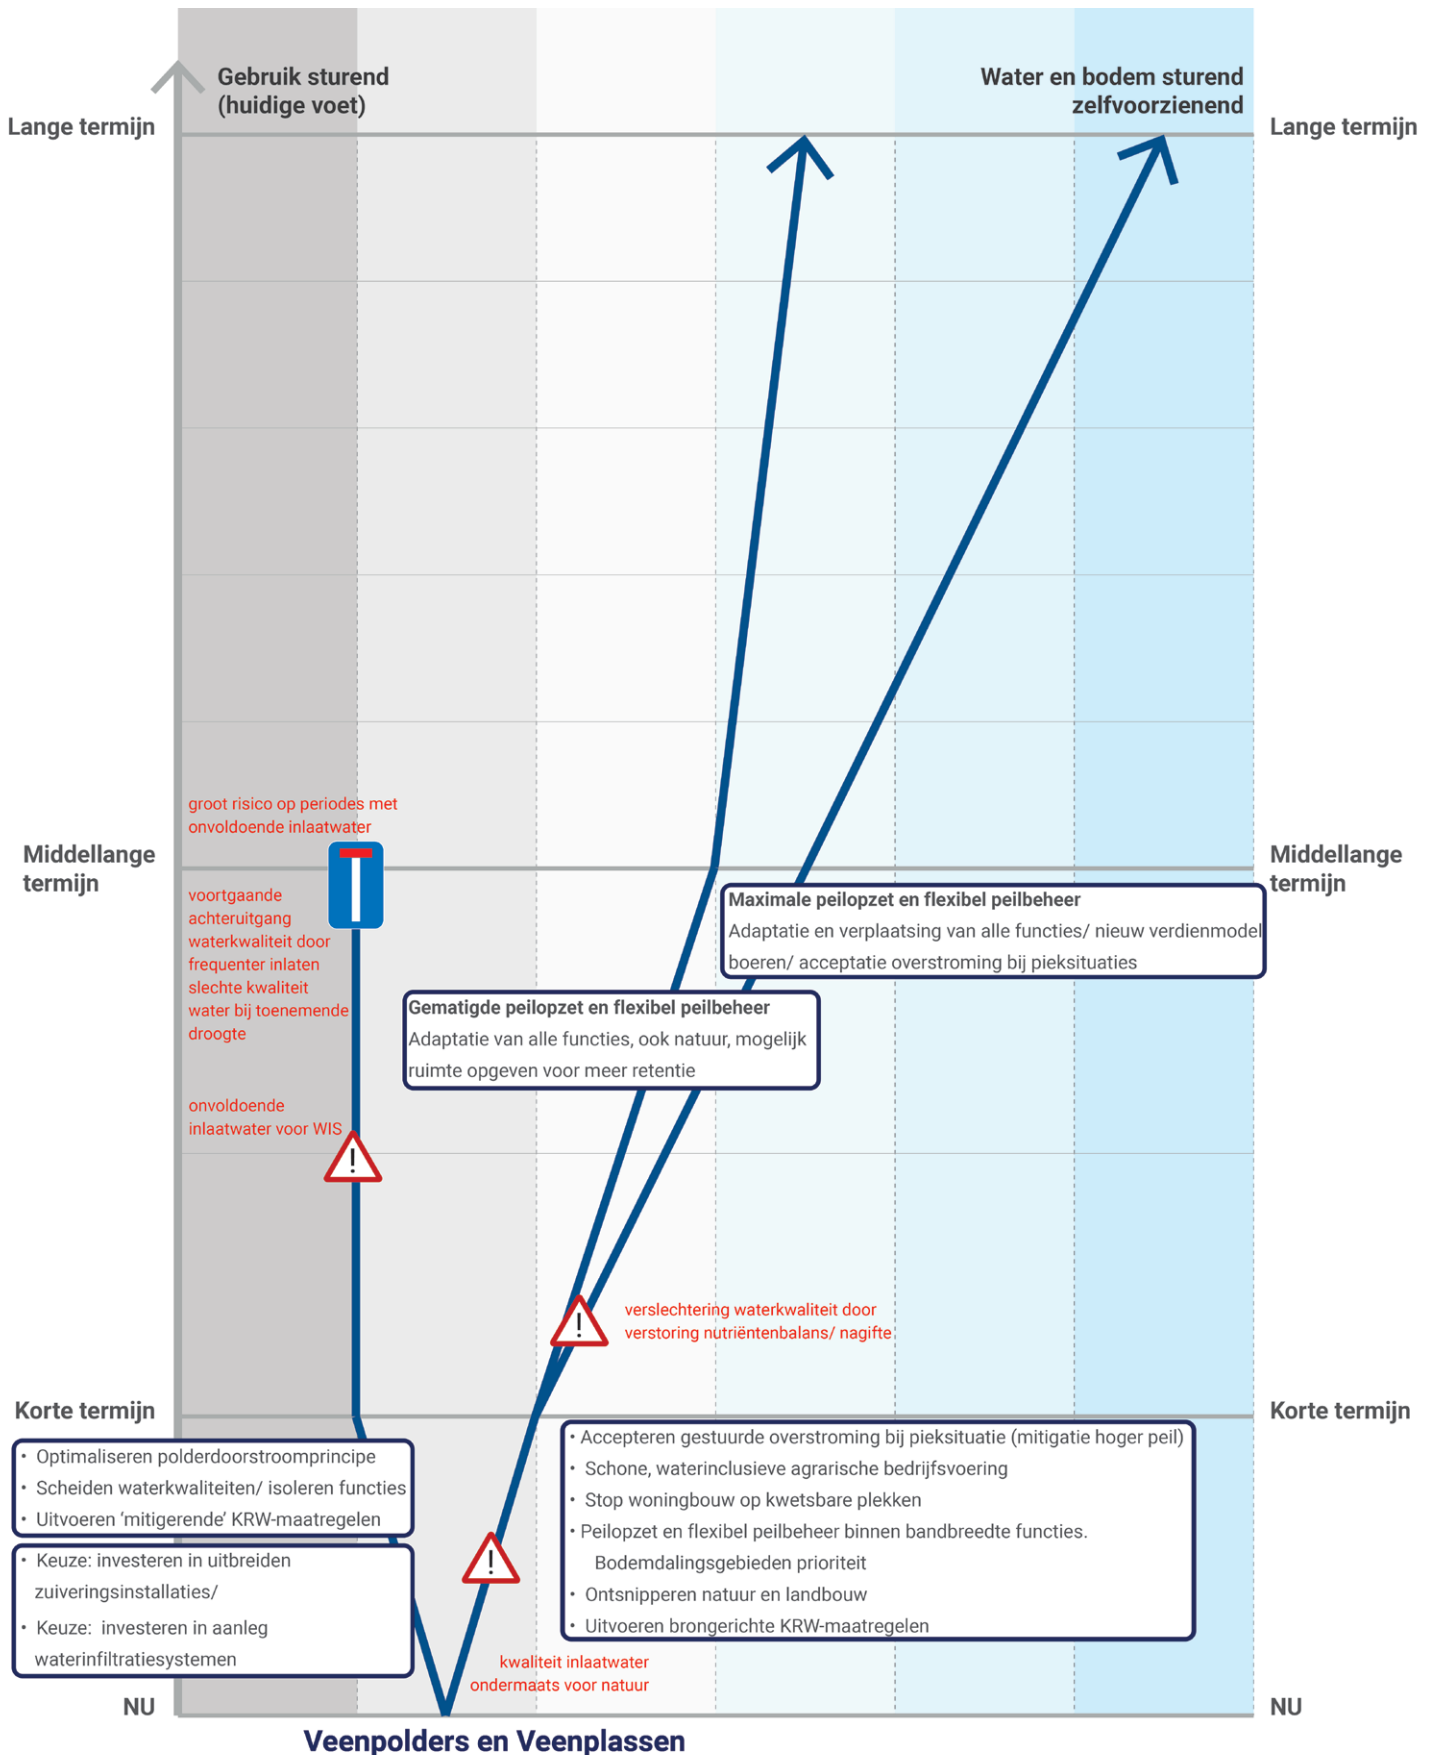 Gebruik sturend
(huidige voet)
Water en bodem sturend
zelfvoorzienend
Lange termijn
Lange termijn
groot risico op periodes met
onvoldoende inlaatwater
Middellange
termijn
Middellange
termijn
voortgaande
achteruitgang
waterkwaliteit door
frequenter inlaten
slechte kwaliteit
water bij toenemende
droogte
Maximale peilopzet en flexibel peilbeheer
Adaptatie en verplaatsing van alle functies/ nieuw verdienmodel
boeren/ acceptatie overstroming bij pieksituaties
Gematigde peilopzet en flexibel peilbeheer
Adaptatie van alle functies, ook natuur, mogelijk
ruimte opgeven voor meer retentie
onvoldoende
inlaatwater voor WIS
!
verslechtering waterkwaliteit door
verstoring nutriëntenbalans/ nagifte
!
Korte termijn
Korte termijn
• Optimaliseren polderdoorstroomprincipe
• Scheiden waterkwaliteiten/ isoleren functies
• Uitvoeren ‘mitigerende’ KRW-maatregelen
• Keuze: investeren in uitbreiden
zuiveringsinstallaties/
• Keuze: investeren in aanleg
waterinfiltratiesystemen
• Accepteren gestuurde overstroming bij pieksituatie (mitigatie hoger peil)
• Schone, waterinclusieve agrarische bedrijfsvoering
• Stop woningbouw op kwetsbare plekken
• Peilopzet en flexibel peilbeheer binnen bandbreedte functies.
Bodemdalingsgebieden prioriteit
• Ontsnipperen natuur en landbouw
• Uitvoeren brongerichte KRW-maatregelen
!
kwaliteit inlaatwater
ondermaats voor natuur
NU
NU
Veenpolders en Veenplassen